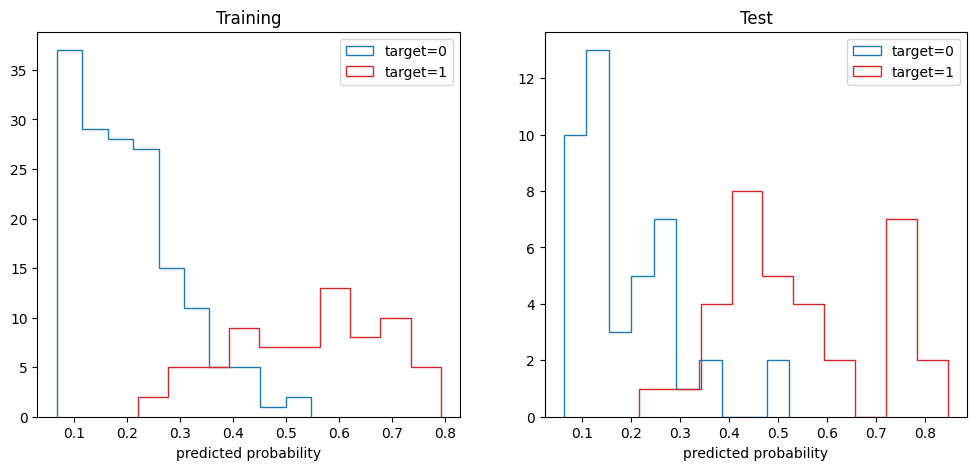 Training
target=0
target=1
35
30
25
20
15
10
5
0
0.1 0.2 0.3 0.4 0.5 0.6 0.7 0.8
predicted probability
Test
target=0
target=1
12
10
8
6
4
2
0
0.1 0.2 0.3 0.4 0.5 0.6 0.7 0.8
predicted probability